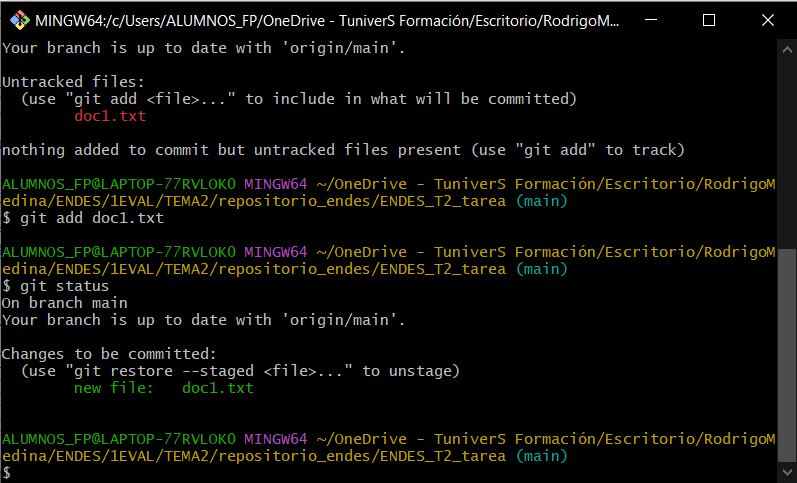 MINGW64:/c/Users/ALUMNOS_FP/OneDrive - TuniverS Formación/Escritorio/RodrigoM...
Your branch is up to date with 'origin/main'.
Untracked files:
  (use "git add <file>..." to include in what will be committed)
        doc1.txt
nothing added to commit but untracked files present (use "git add" to track)
ALUMNOS_FP@LAPTOP-77RVLOKO MINGW64 ~/OneDrive - TuniverS Formación/Escritorio/RodrigoM
edina/ENDES/1EVAL/TEMA2/repositorio_endes/ENDES_T2_tarea (main)
$ git add doc1.txt
ALUMNOS_FP@LAPTOP-77RVLOKO MINGW64 ~/OneDrive - TuniverS Formación/Escritorio/RodrigoM
edina/ENDES/1EVAL/TEMA2/repositorio_endes/ENDES_T2_tarea (main)
$ git status
On branch main
Your branch is up to date with 'origin/main'.
Changes to be committed:
  (use "git restore --staged <file>..." to unstage)
        new file:   doc1.txt
ALUMNOS_FP@LAPTOP-77RVLOKO MINGW64 ~/OneDrive - TuniverS Formación/Escritorio/RodrigoM
edina/ENDES/1EVAL/TEMA2/repositorio_endes/ENDES_T2_tarea (main)
$